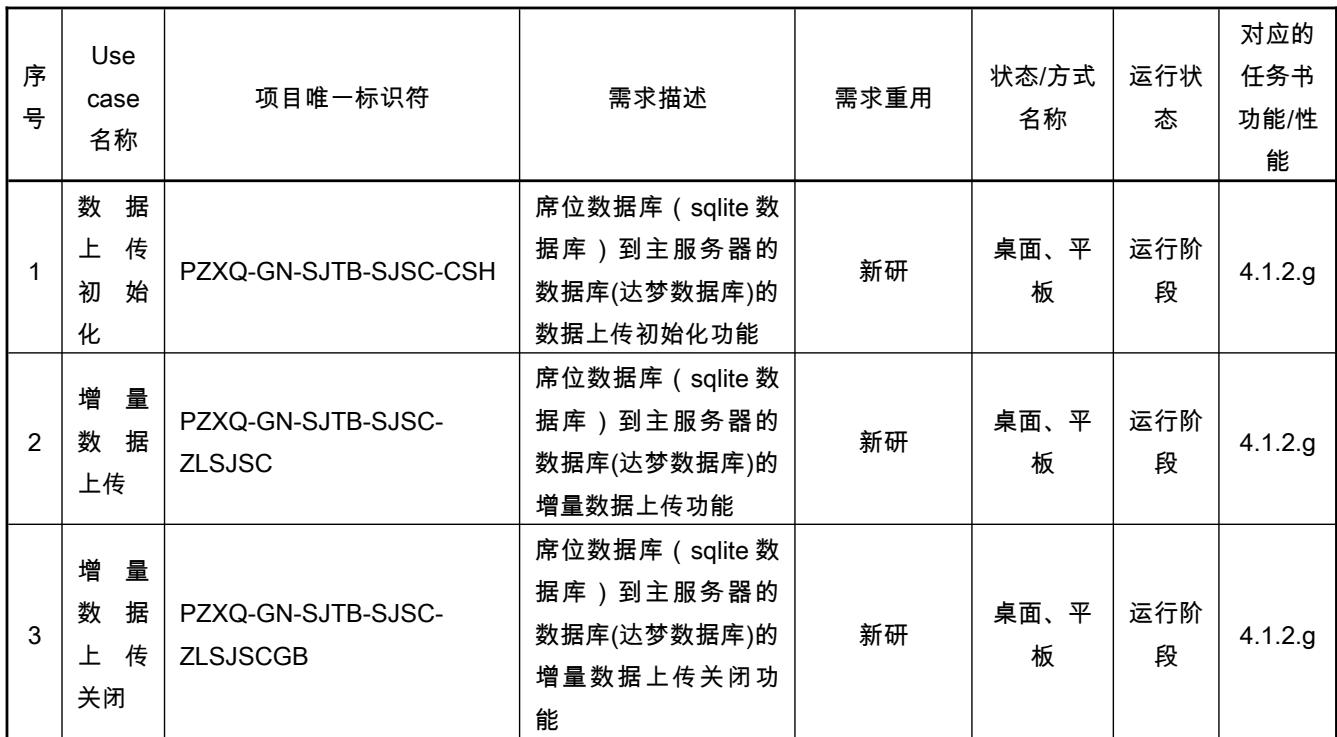 序号
Use case 名称
项目唯一标识符
需求描述
需求重用
状态/方式名称
运行状态
对应的任务书功能/性能
1
数据上传初始化
PZXQ-GN-SJTB-SJSC-CSH
席位数据库（sqlite 数
据库）到主服务器的
数据库(达梦数据库)的
数据上传初始化功能
新研
桌面、平板
运行阶段
4.1.2.g
2
增量数据上传
PZXQ-GN-SJTB-SJSC-
ZLSJSC
席位数据库（sqlite 数
据库）到主服务器的
数据库(达梦数据库)的
增量数据上传功能
新研
桌面、平板
运行阶段
4.1.2.g
3
增量数据上传关闭
PZXQ-GN-SJTB-SJSC-
ZLSJSCGB
席位数据库（sqlite 数
据库）到主服务器的
数据库(达梦数据库)的
增量数据上传关闭功
能
新研
桌面、平板
运行阶段
4.1.2.g